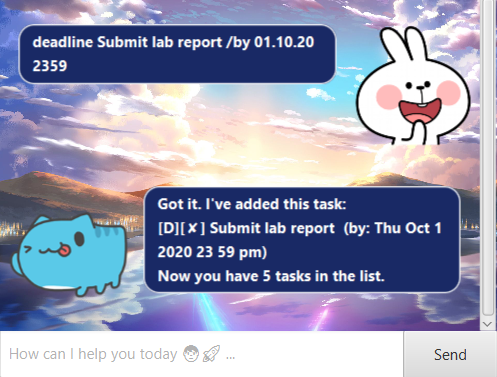 deadline Submit lab report /by 01.10.20
2359
Got it. I've added this task:
[D][✘] Submit lab report  (by: Thu Oct 1
2020 23 59 pm)
Now you have 5 tasks in the list.
How can I help you today 🧑🚀 ...
Send